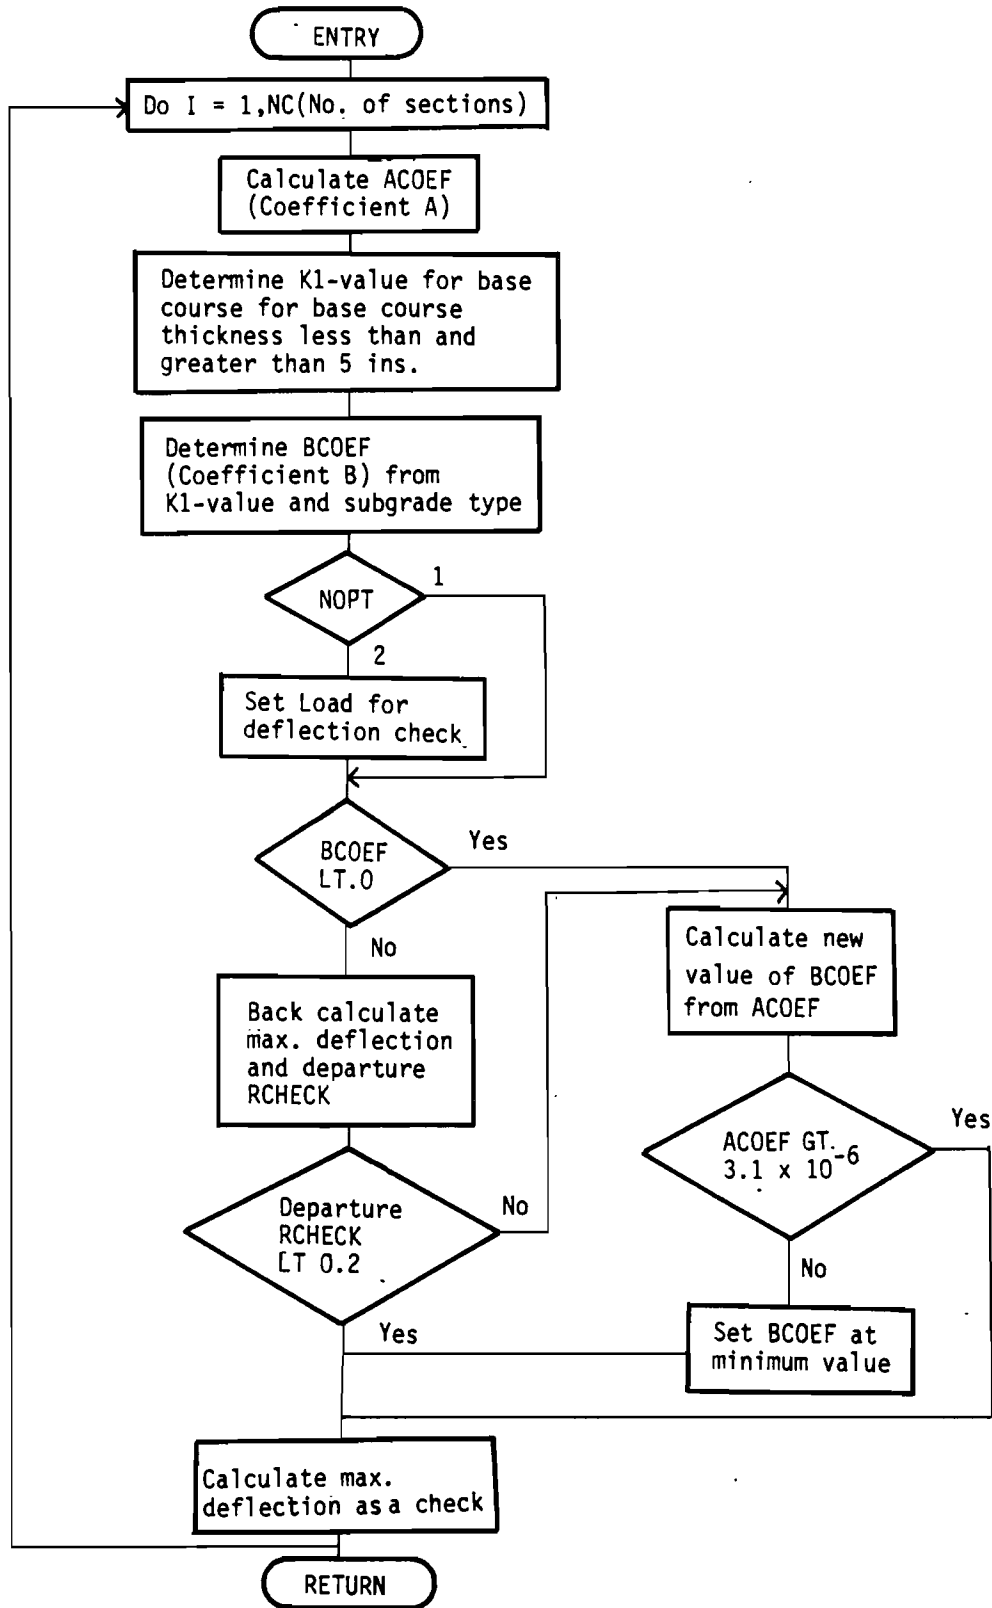 ENTRY
Do I = 1,NC(No. of sections)
Calculate ACOEF
(Coefficient A)
Determine K1-value for base
course for base course
thickness less than and
greater than 5 ins.
Determine BCOEF
(Coefficient B) from
K1-value and subgrade type
NOPT
1
2
Set Load for
deflection check
BCOEF
LT.0
Yes
No
Calculate new
value of BCOEF
from ACOEF
Back calculate
max. deflection
and departure
RCHECK
ACOEF GT.
3.1 x 10-6
Yes
No
Departure
RCHECK
LT 0.2
No
Yes
Set BCOEF at
minimum value
Calculate max.
deflection as a check
RETURN